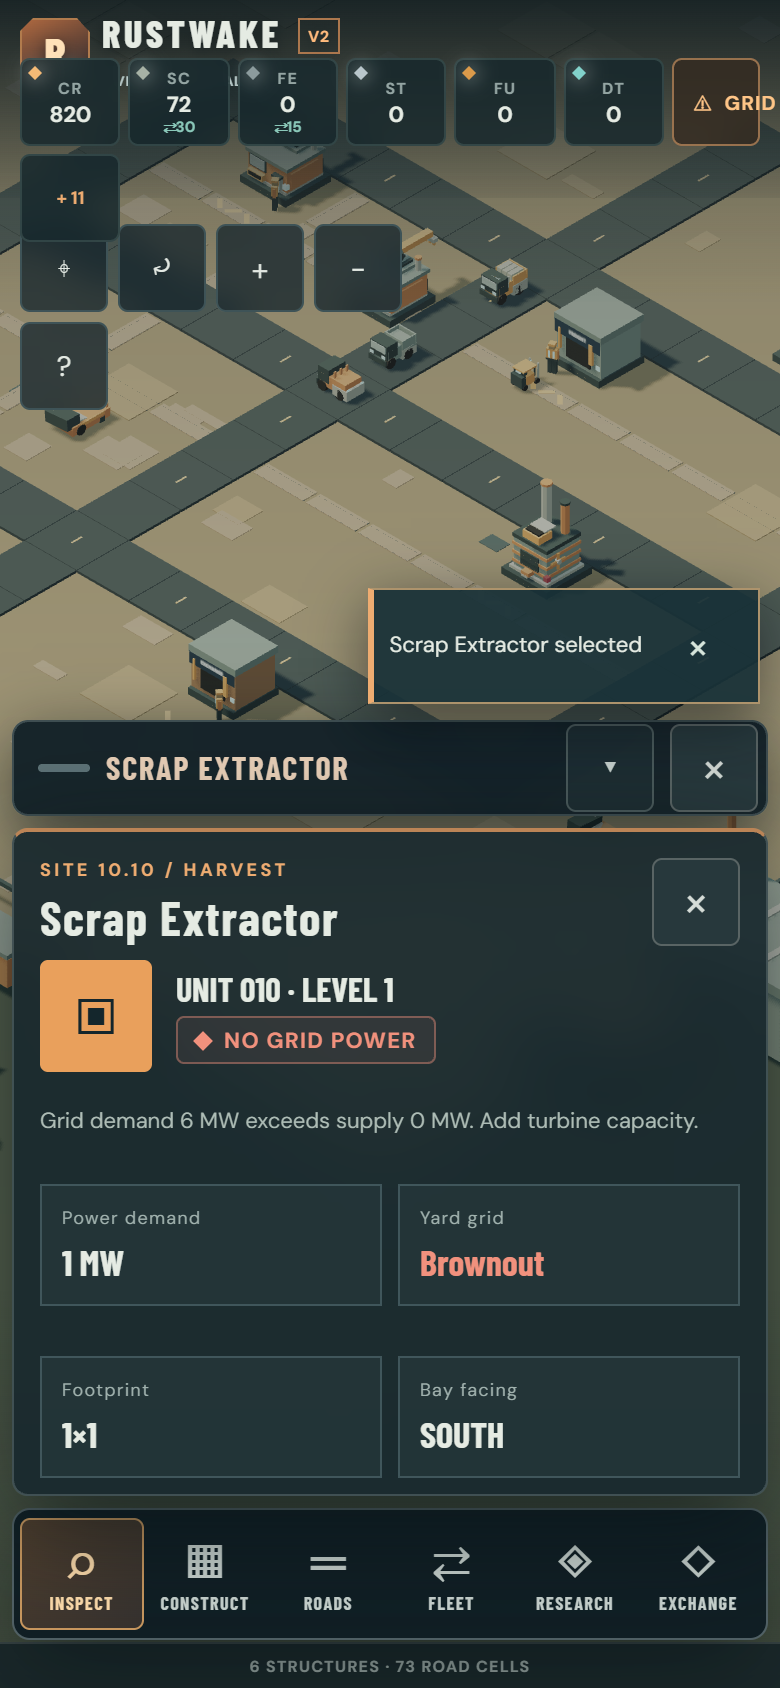 RUSTWAKE V2
R
CR
820
SC
72
⇄30
FE
0
⇄15
ST
0
FU
0
DT
0
⚠ GRID
+ 11
+
−
?
Scrap Extractor selected ×
SCRAP EXTRACTOR ▼ ×
SITE 10.10 / HARVEST
Scrap Extractor ×
UNIT 010 · LEVEL 1
◆ NO GRID POWER
Grid demand 6 MW exceeds supply 0 MW. Add turbine capacity.
Power demand
1 MW
Yard grid
Brownout
Footprint
1×1
Bay facing
SOUTH
INSPECT
CONSTRUCT
ROADS
FLEET
RESEARCH
EXCHANGE
6 STRUCTURES · 73 ROAD CELLS